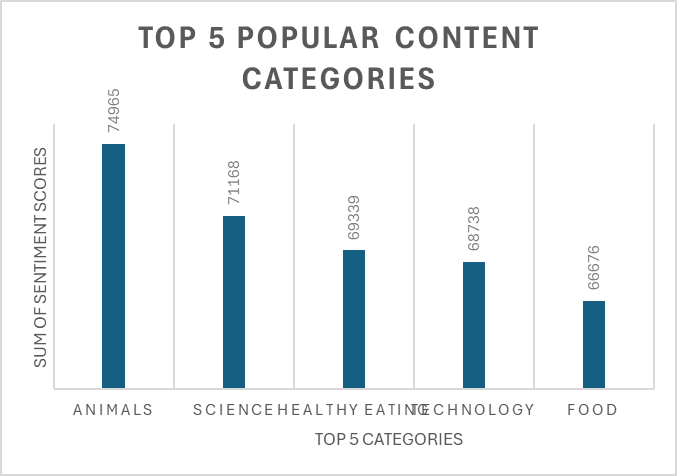 TOP 5 POPULAR CONTENT
CATEGORIES
SUM OF SENTIMENT SCORES
74965
71168
69339
68738
66676
ANIMALS
SCIENCE
HEALTHY EATING
TECHNOLOGY
FOOD
TOP 5 CATEGORIES